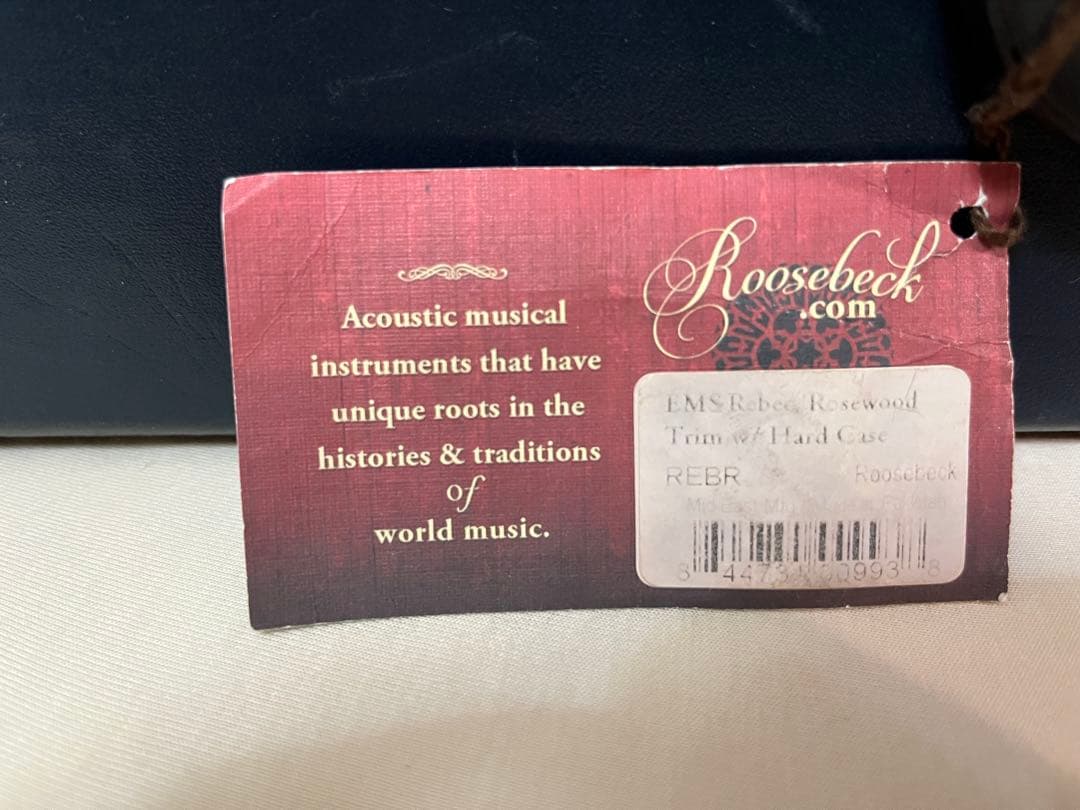 Acoustic musical
instruments that have
unique roots in the
histories & traditions
of
world music.
Roosebeck
.com
EMS Rebec, Rosewood
Trim w/ Hard Case
REBR Roosebeck